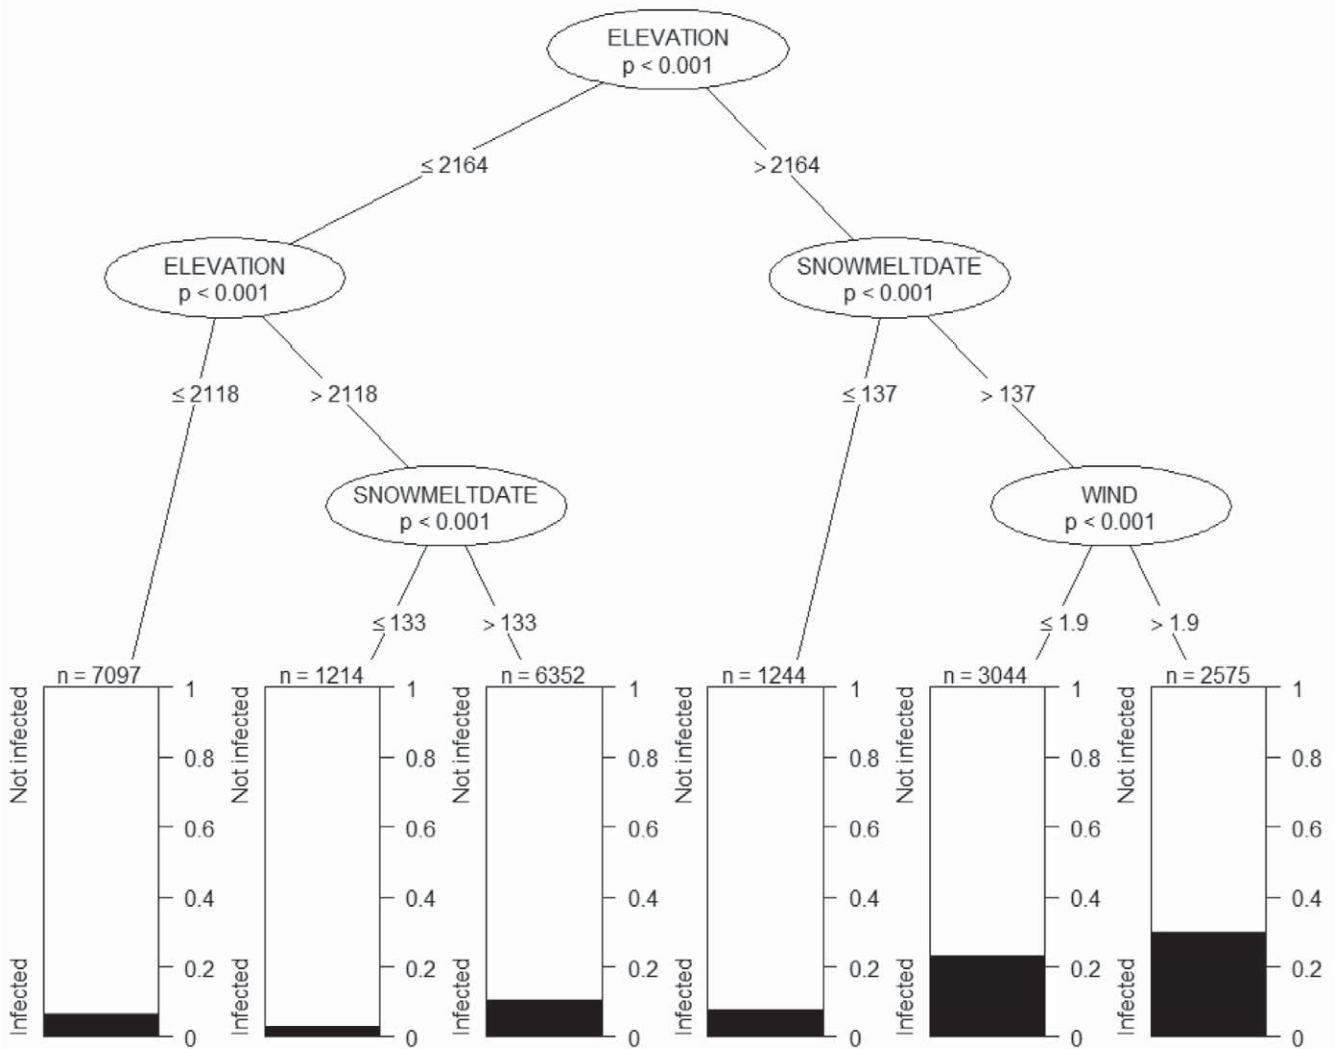 ELEVATION
p < 0.001
≤ 2164
> 2164
ELEVATION
p < 0.001
SNOWMELTDATE
p < 0.001
≤ 2118
> 2118
≤ 137
> 137
SNOWMELTDATE
p < 0.001
WIND
p < 0.001
≤ 133
> 133
≤ 1.9
> 1.9
n = 7097
Not infected
Infected
1
0.8
0.6
0.4
0.2
0
n = 1214
Not infected
Infected
1
0.8
0.6
0.4
0.2
0
n = 6352
Not infected
Infected
1
0.8
0.6
0.4
0.2
0
n = 1244
Not infected
Infected
1
0.8
0.6
0.4
0.2
0
n = 3044
Not infected
Infected
1
0.8
0.6
0.4
0.2
0
n = 2575
Not infected
Infected
1
0.8
0.6
0.4
0.2
0